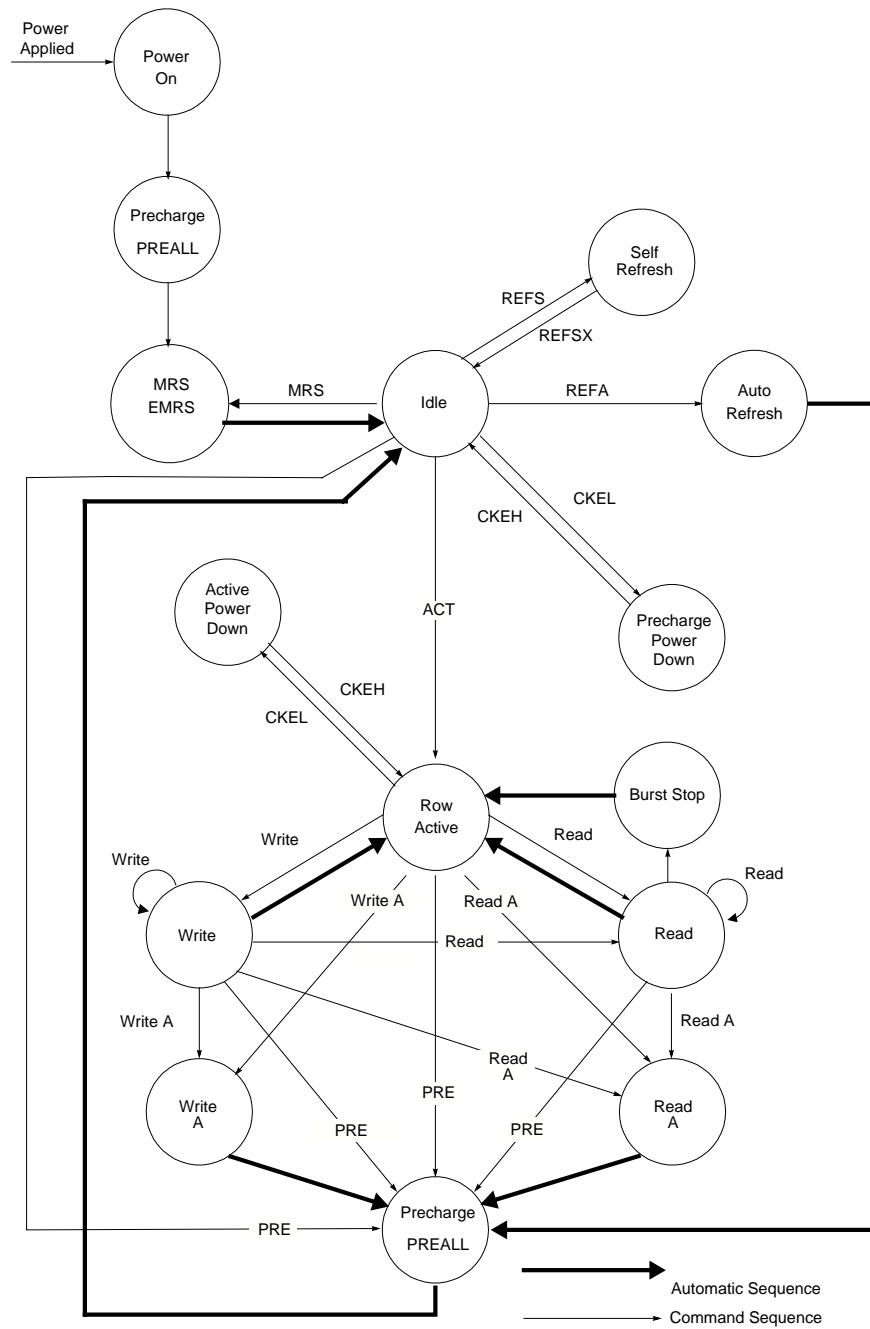 Power
Applied
Power
On
Precharge
PREALL
Self
Refresh
REFS
REFSX
MRS
EMRS
MRS
Idle
REFA
Auto
Refresh
CKEL
CKEH
Active
Power
Down
ACT
Precharge
Power
Down
CKEH
CKEL
Row
Active
Burst Stop
Write
Read
Write
Read
Write A
Read A
Write
Read
Read
Write A
Read A
Read
A
Write
A
PRE
Read
A
PRE
PRE
Precharge
PREALL
PRE
Automatic Sequence
Command Sequence